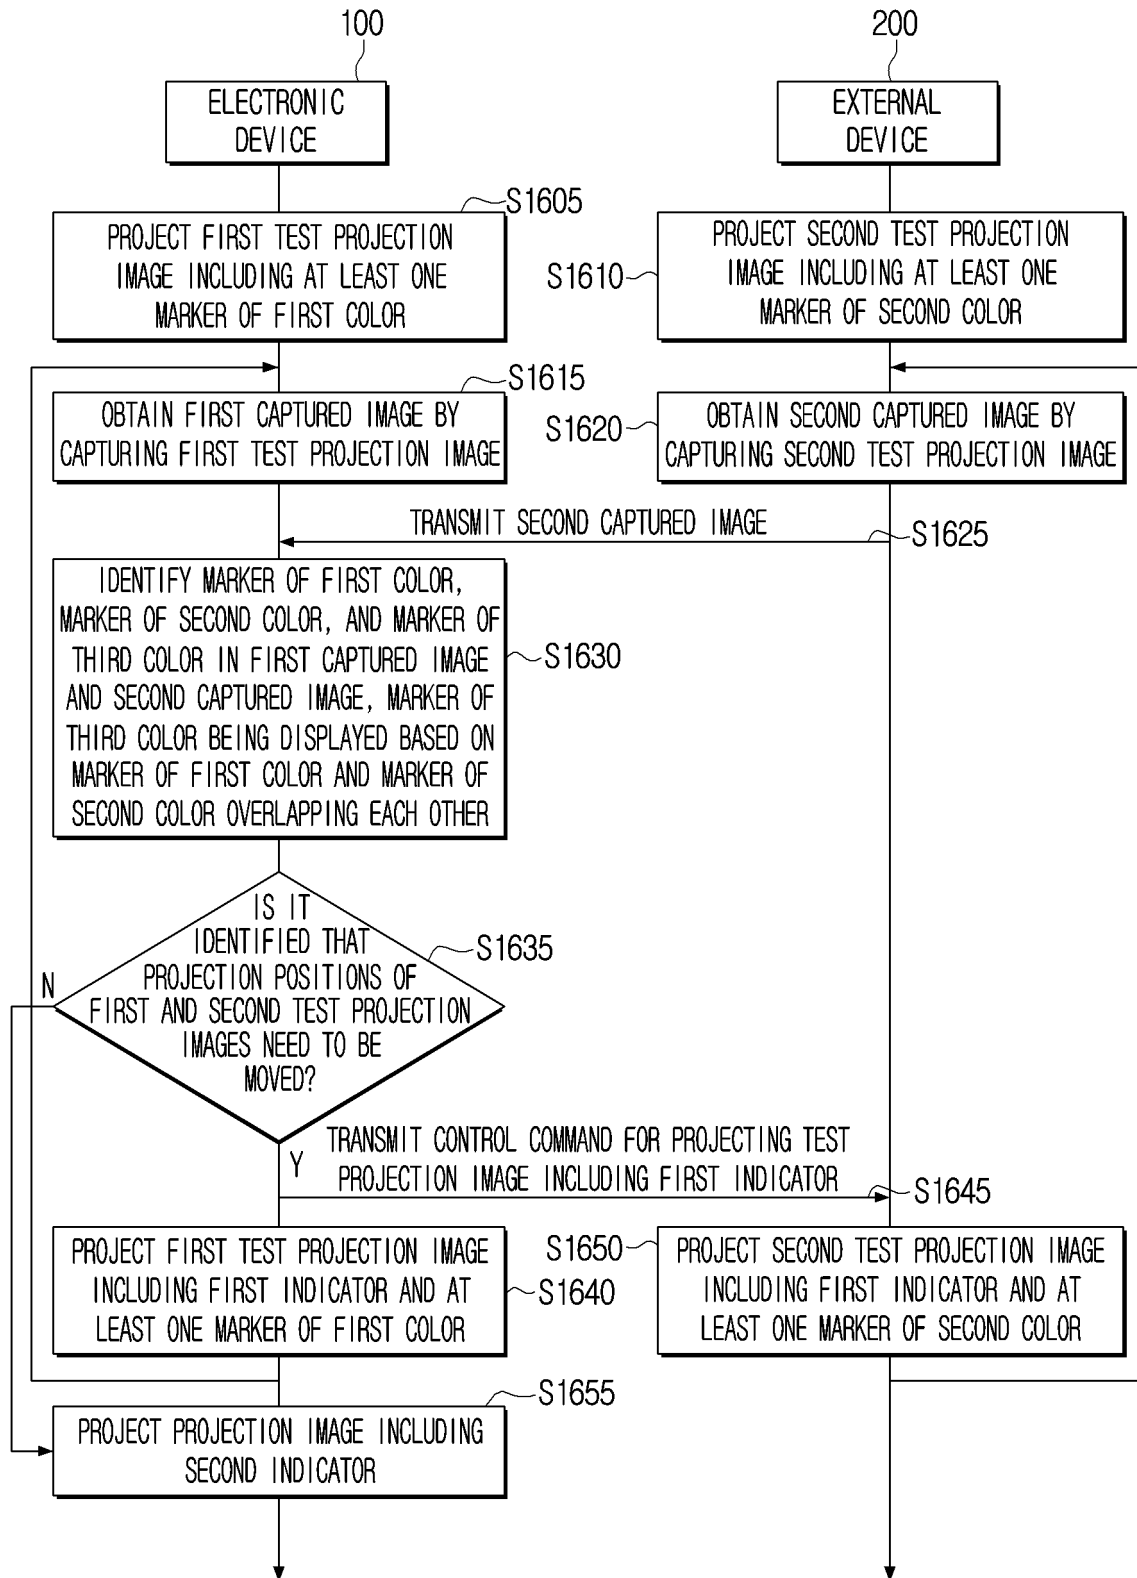 100
200
ELECTRONIC
DEVICE
EXTERNAL
DEVICE
S1605
PROJECT FIRST TEST PROJECTION
IMAGE INCLUDING AT LEAST ONE
MARKER OF FIRST COLOR
S1610
PROJECT SECOND TEST PROJECTION
IMAGE INCLUDING AT LEAST ONE
MARKER OF SECOND COLOR
S1615
OBTAIN FIRST CAPTURED IMAGE BY
CAPTURING FIRST TEST PROJECTION IMAGE
S1620
OBTAIN SECOND CAPTURED IMAGE BY
CAPTURING SECOND TEST PROJECTION IMAGE
TRANSMIT SECOND CAPTURED IMAGE
S1625
IDENTIFY MARKER OF FIRST COLOR,
MARKER OF SECOND COLOR, AND MARKER OF
THIRD COLOR IN FIRST CAPTURED IMAGE
AND SECOND CAPTURED IMAGE, MARKER OF
THIRD COLOR BEING DISPLAYED BASED ON
MARKER OF FIRST COLOR AND MARKER OF
SECOND COLOR OVERLAPPING EACH OTHER
S1630
IS IT
IDENTIFIED THAT
PROJECTION POSITIONS OF
FIRST AND SECOND TEST PROJECTION
IMAGES NEED TO BE
MOVED?
S1635
N
Y
TRANSMIT CONTROL COMMAND FOR PROJECTING TEST
PROJECTION IMAGE INCLUDING FIRST INDICATOR
S1645
PROJECT FIRST TEST PROJECTION IMAGE
INCLUDING FIRST INDICATOR AND AT
LEAST ONE MARKER OF FIRST COLOR
S1640
S1650
PROJECT SECOND TEST PROJECTION IMAGE
INCLUDING FIRST INDICATOR AND AT
LEAST ONE MARKER OF SECOND COLOR
S1655
PROJECT PROJECTION IMAGE INCLUDING
SECOND INDICATOR